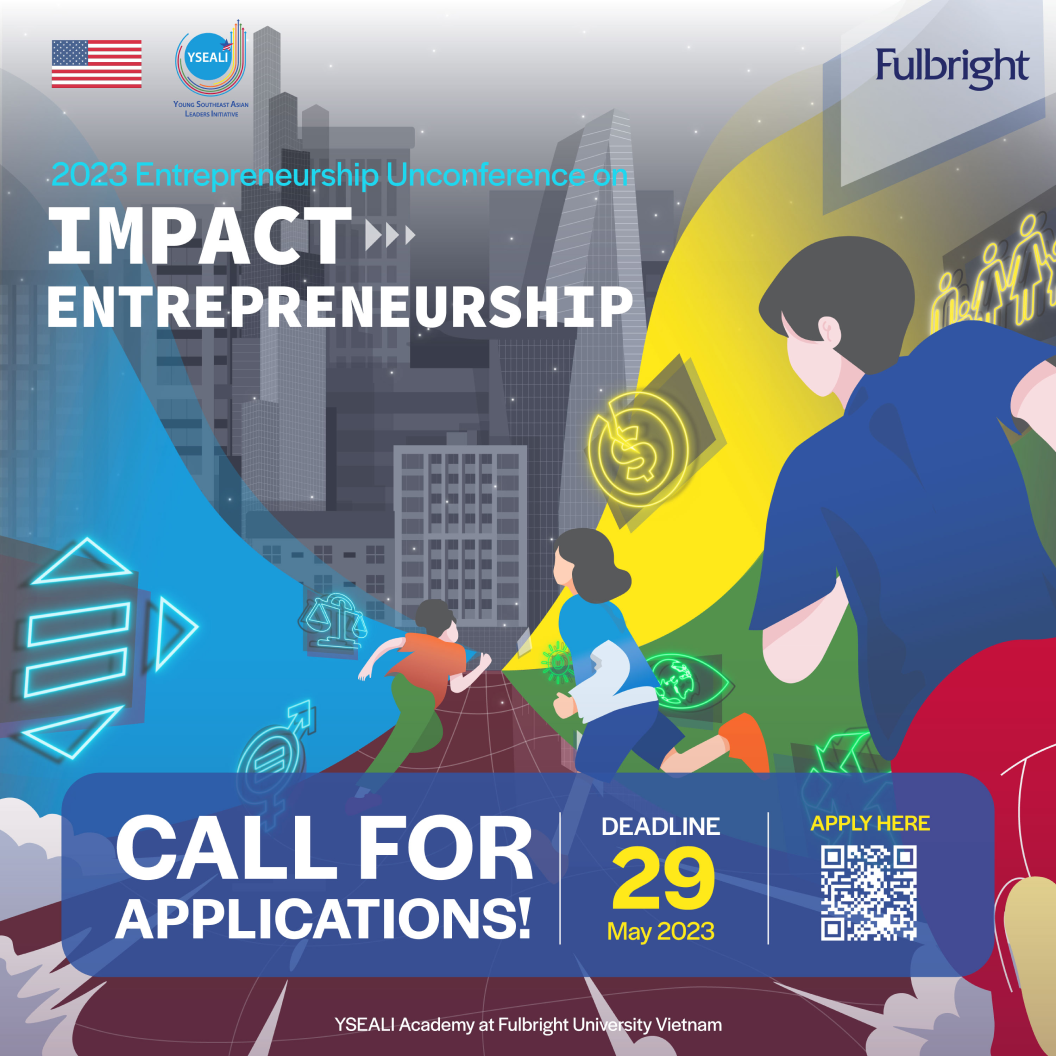 YSEALI
YOUNG SOUTHEAST ASIAN
LEADERS INITIATIVE
Fulbright
2023 Entrepreneurship Unconference on
IMPACT
ENTREPRENEURSHIP
CALL FOR
APPLICATIONS!
DEADLINE
29
May 2023
APPLY HERE
YSEALI Academy at Fulbright University Vietnam